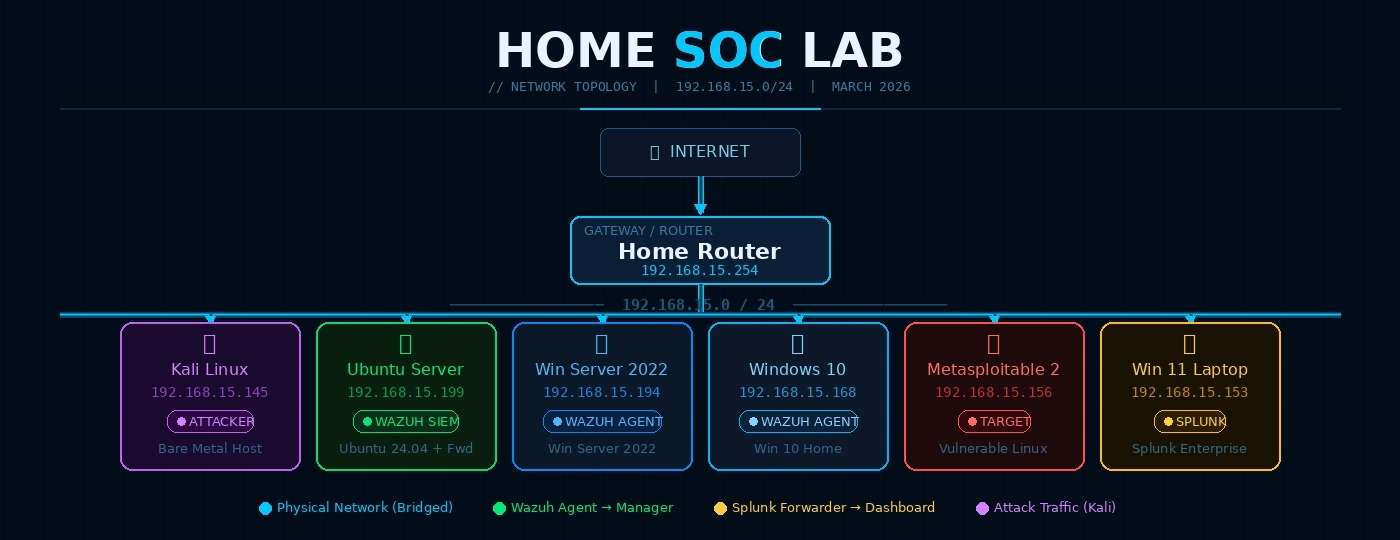 HOME SOC LAB
// NETWORK TOPOLOGY | 192.168.15.0/24 | MARCH 2026
INTERNET
GATEWAY / ROUTER
Home Router
192.168.15.254
192.168.15.0 / 24
Kali Linux
192.168.15.145
ATTACKER
Bare Metal Host
Ubuntu Server
192.168.15.199
WAZUH SIEM
Ubuntu 24.04 + Fwd
Win Server 2022
192.168.15.194
WAZUH AGENT
Win Server 2022
Windows 10
192.168.15.168
WAZUH AGENT
Win 10 Home
Metasploitable 2
192.168.15.156
TARGET
Vulnerable Linux
Win 11 Laptop
192.168.15.153
SPLUNK
Splunk Enterprise
Physical Network (Bridged)
Wazuh Agent → Manager
Splunk Forwarder → Dashboard
Attack Traffic (Kali)